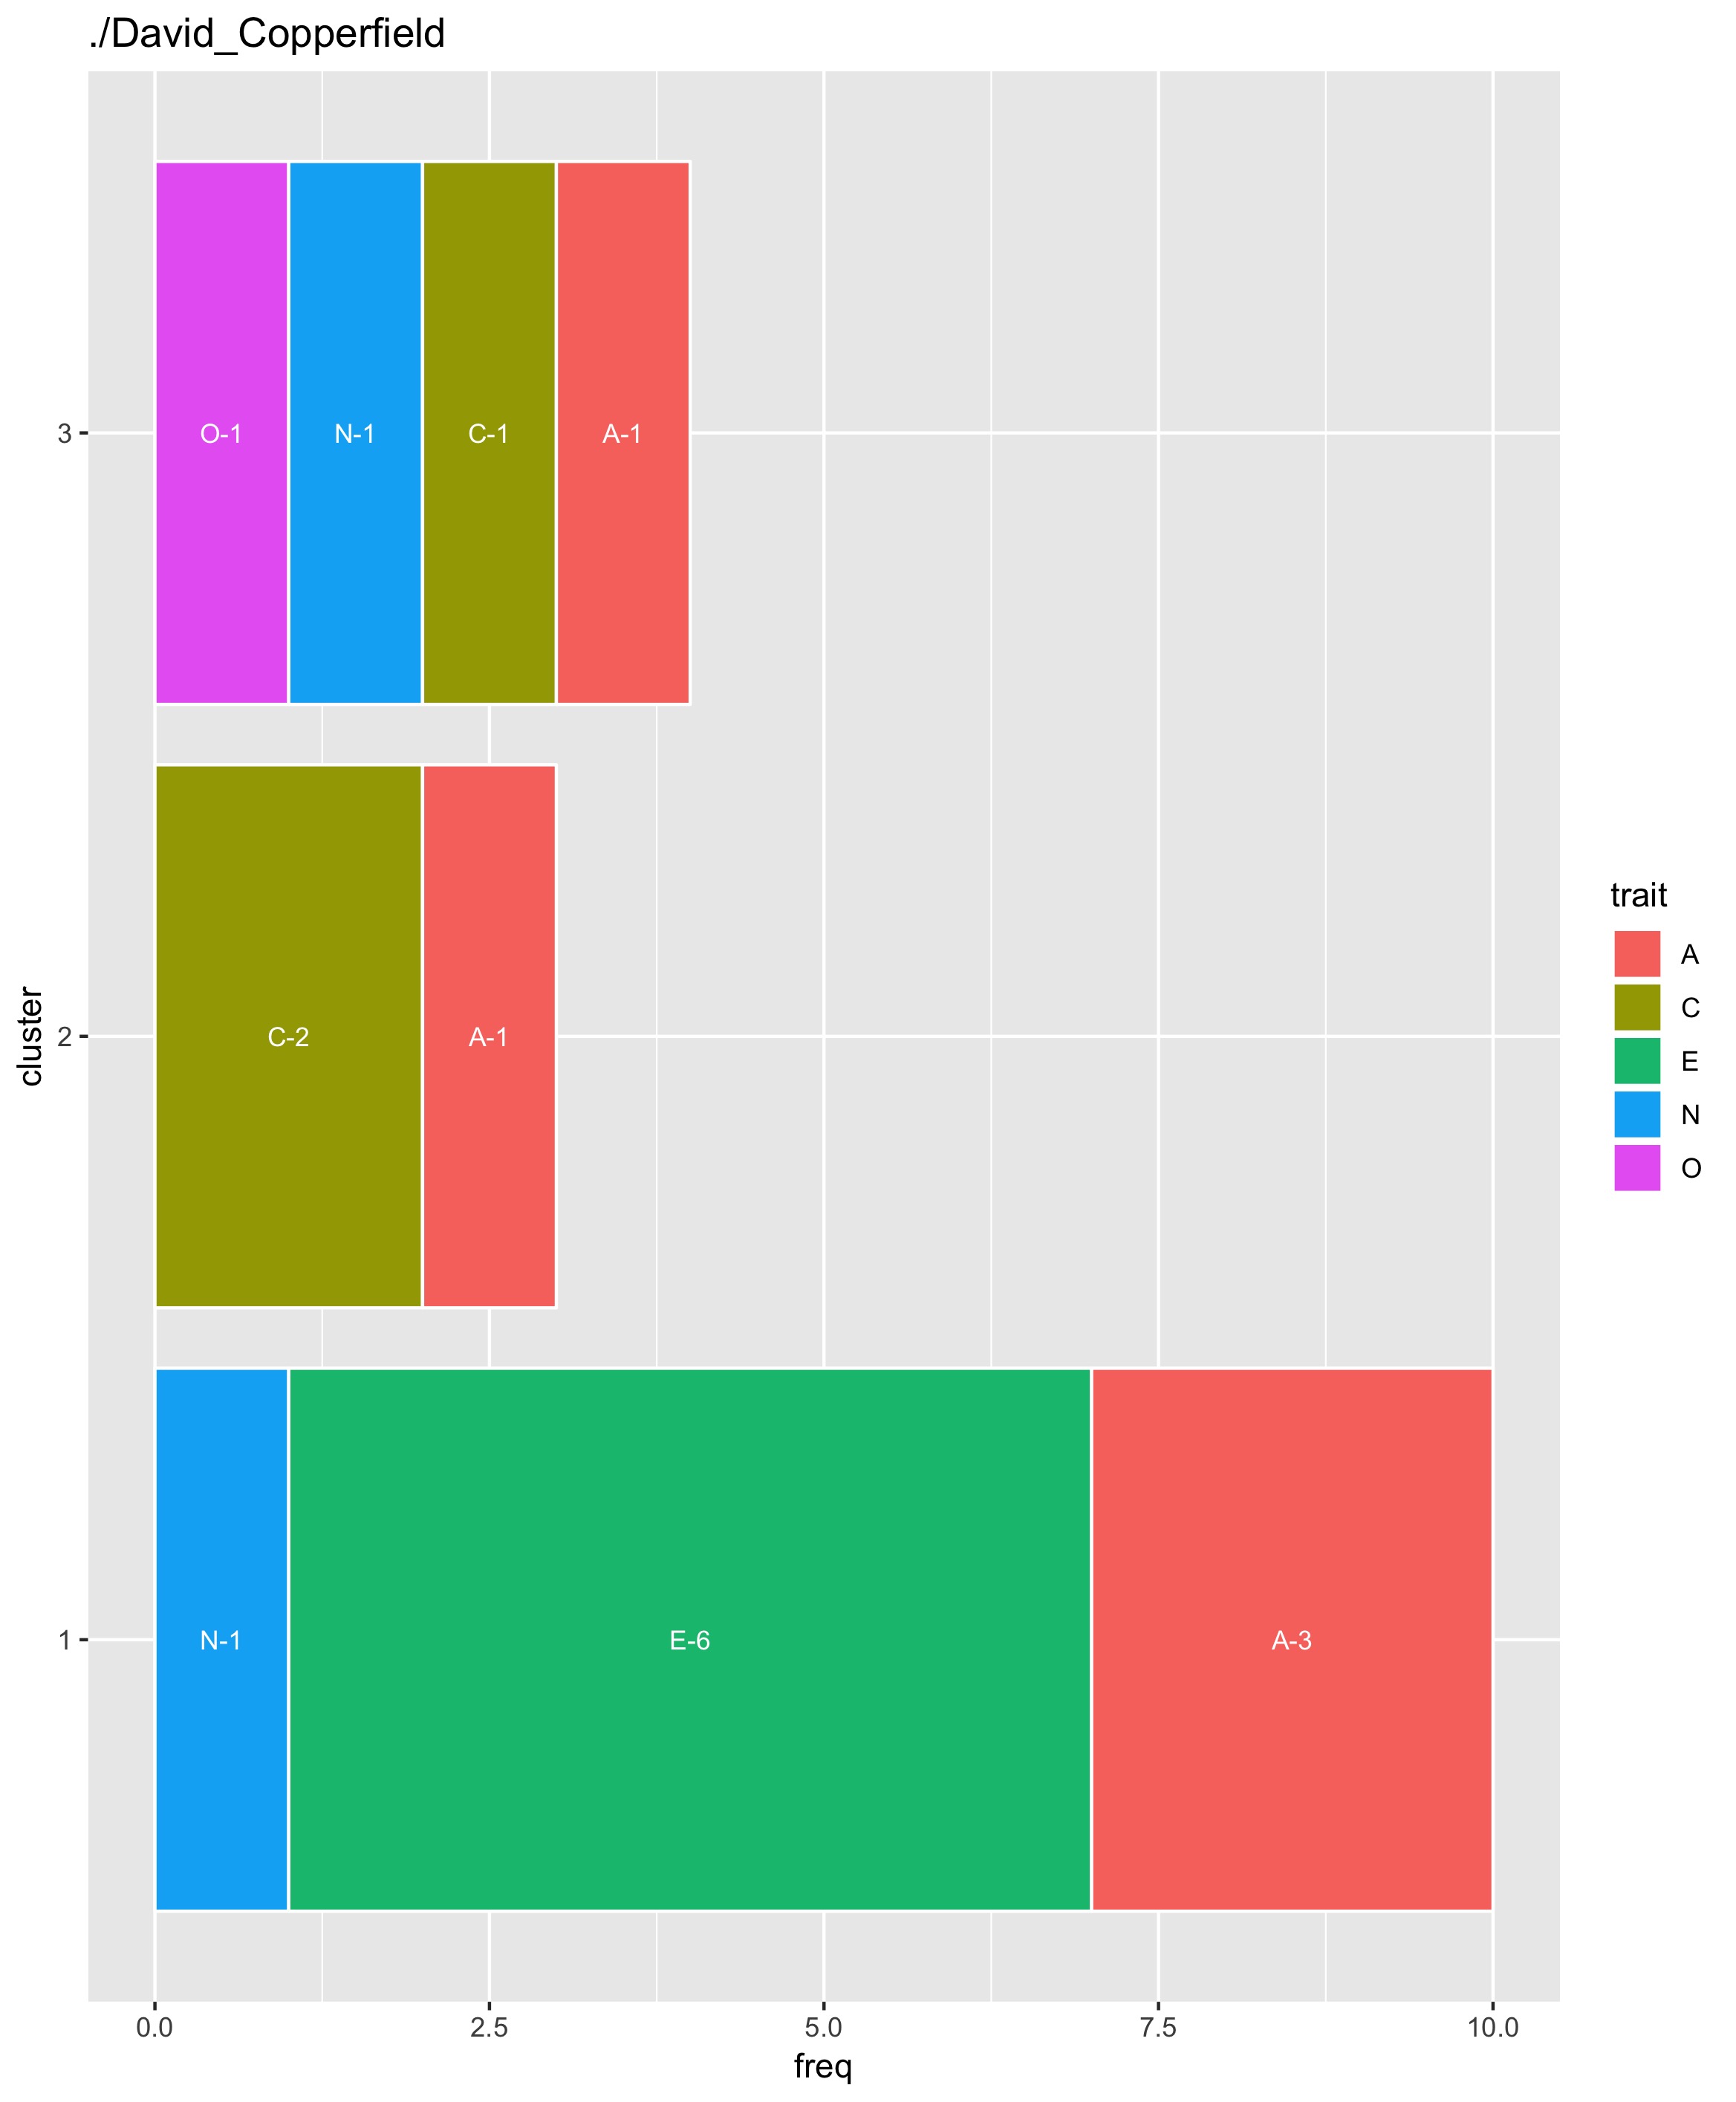 ./David_Copperfield
cluster
3
O-1 N-1 C-1 A-1
2
C-2 A-1
1
N-1 E-6 A-3
0.0 2.5 5.0 7.5 10.0
freq
trait
A
C
E
N
O